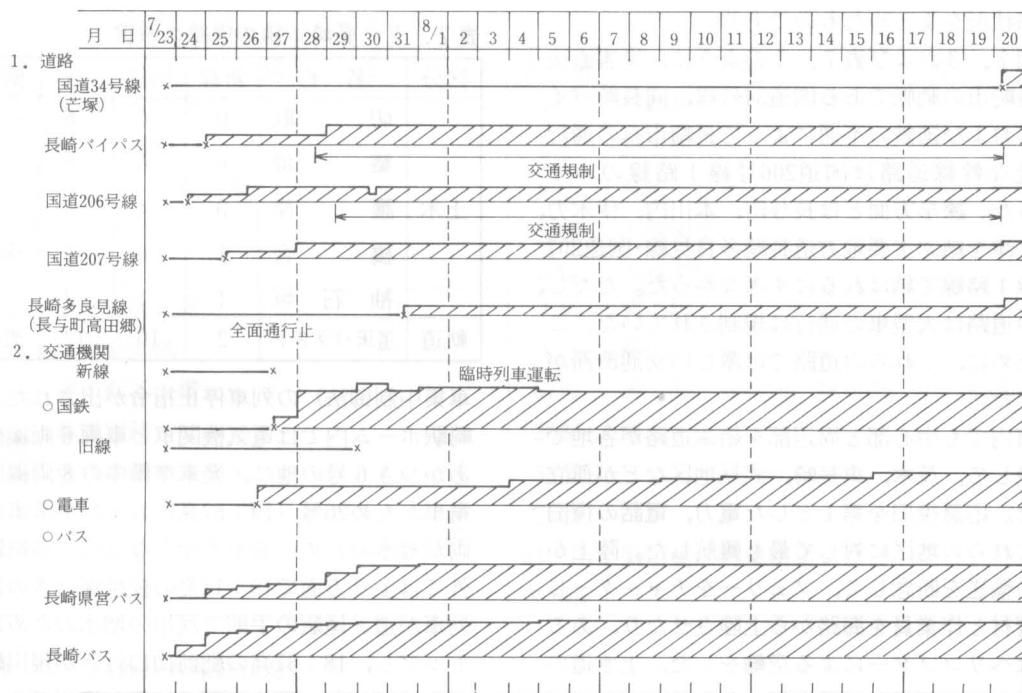 月 日 7/23 24 25 26 27 28 29 30 31 8/1 2 3 4 5 6 7 8 9 10 11 12 13 14 15 16 17 18 19 20
1. 道路
国道34号線
(芒塚)
長崎バイパス
交通規制
国道206号線
交通規制
国道207号線
長崎多良見線
(長与町高田郷)
全面通行止
2. 交通機関
新線
臨時列車運転
○国鉄
旧線
○電車
○バス
長崎県営バス
長崎バス